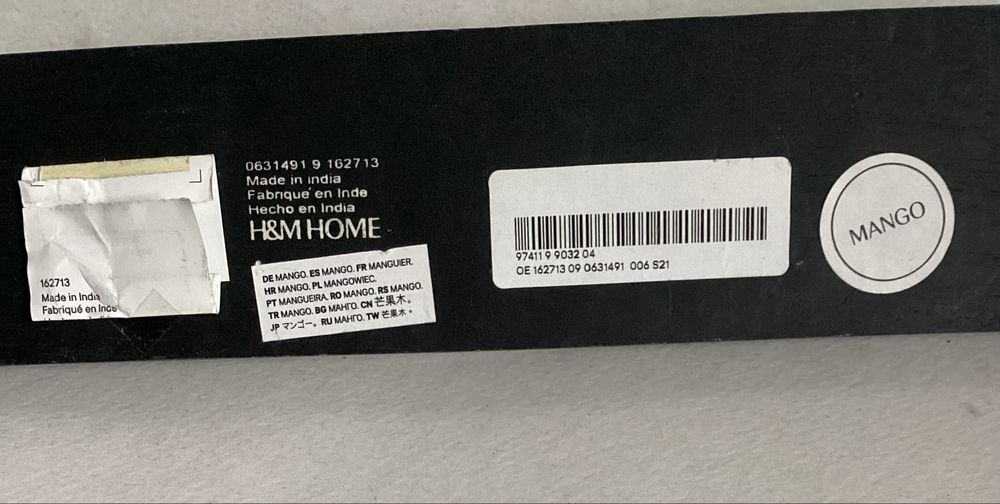 162713
Made in India
Fabriqué en Inde
0631491 9 162713
Made in india
Fabriqué en Inde
Hecho en India
H&M HOME
DE MANGO. ES MANGO. FR MANGUIER.
HR MANGO. PL MANGOWIEC.
PT MANGUEIRA. RO MANGO. RS MANGO.
TR MANGO. BG МАНГО. CN 芒果木。
JP マンゴー。RU МАНГО. TW 芒果木。
97411 9 9032 04
OE 162713 09 0631491 006 S21
MANGO